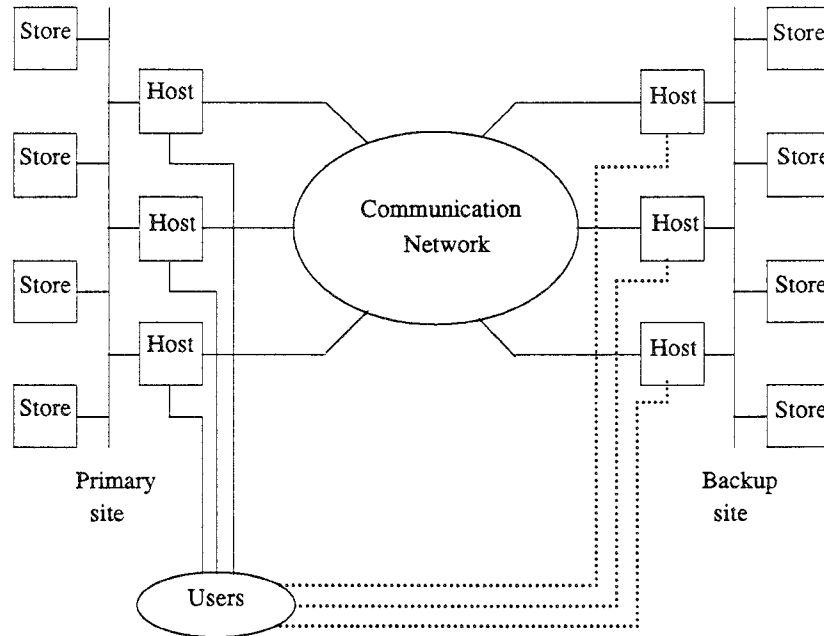 Store
Store
Host
Host
Store
Store
Communication
Network
Host
Host
Store
Store
Host
Host
Store
Store
Primary
site
Backup
site
Users